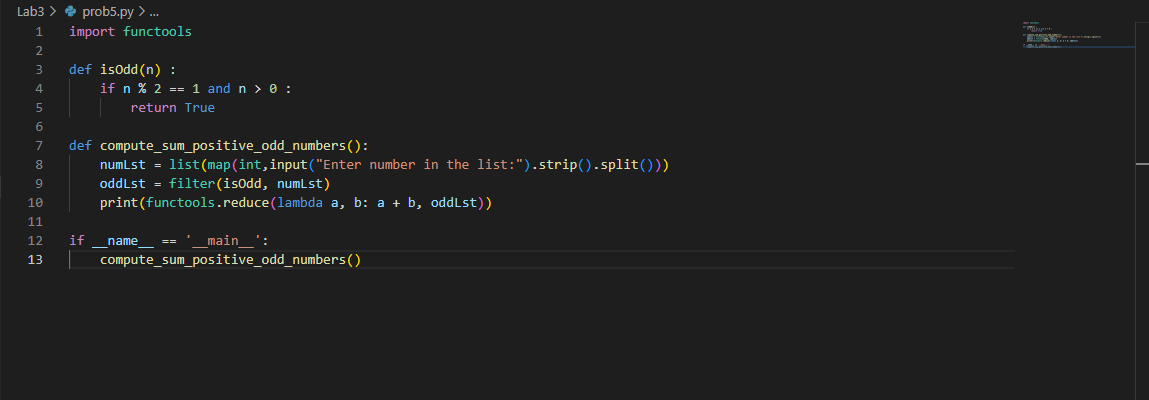 Lab3 > prob5.py > ...
1 import functools
2
3 def isOdd(n) :
4     if n % 2 == 1 and n > 0 :
5         return True
6
7 def compute_sum_positive_odd_numbers():
8     numLst = list(map(int,input("Enter number in the list:").strip().split()))
9     oddLst = filter(isOdd, numLst)
10     print(functools.reduce(lambda a, b: a + b, oddLst))
11
12 if __name__ == '__main__':
13     compute_sum_positive_odd_numbers()